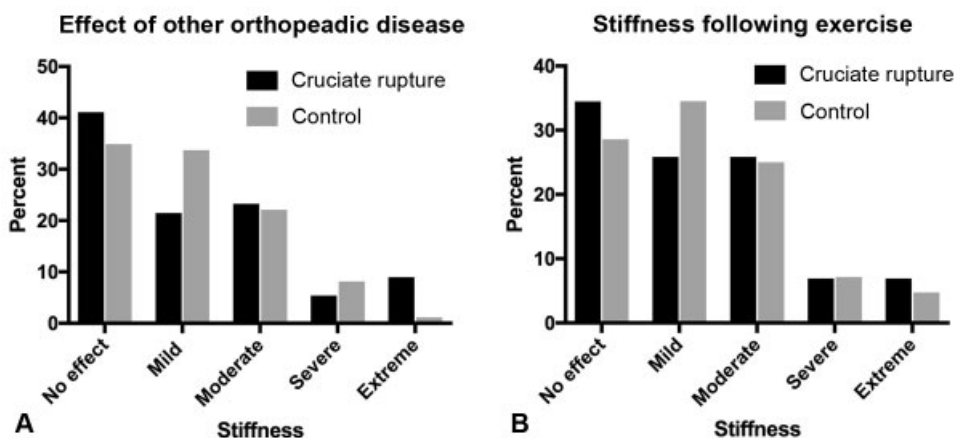 Effect of other orthopeadic disease
50
40
30
20
10
0
Percent
Cruciate rupture
Control
No effect
Mild
Moderate
Severe
Extreme
Stiffness
A
Stiffness following exercise
40
30
20
10
0
Percent
Cruciate rupture
Control
No effect
Mild
Moderate
Severe
Extreme
Stiffness
B